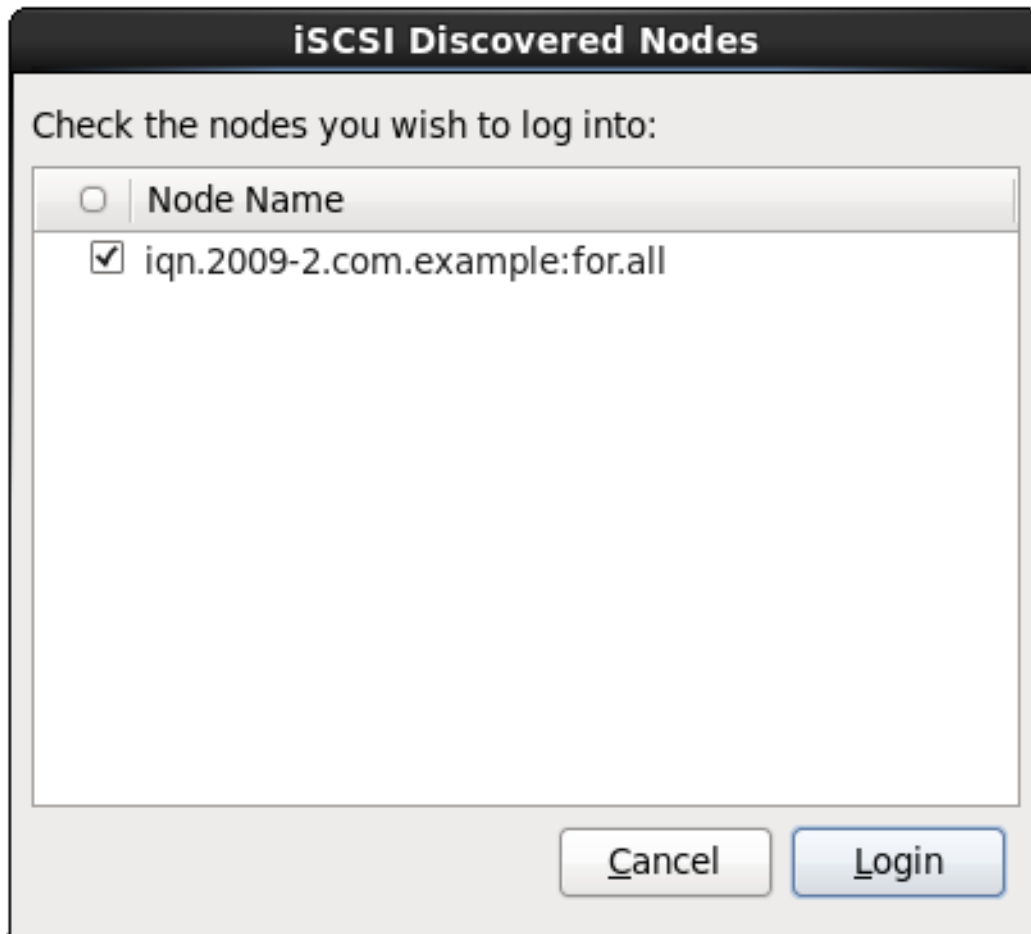 iSCSI Discovered Nodes
Check the nodes you wish to log into:
Node Name
iqn.2009-2.com.example:for.all
Cancel Login